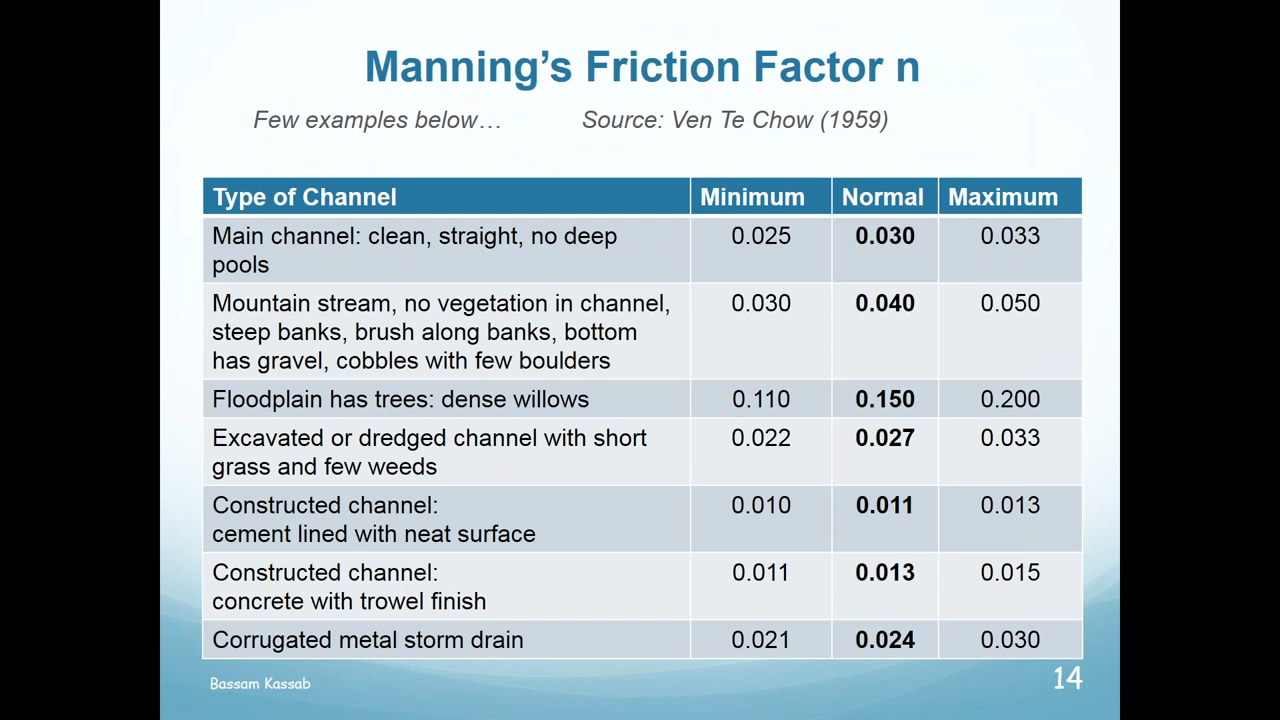 Manning’s Friction Factor n
Few examples below… Source: Ven Te Chow (1959)
Type of Channel Minimum Normal Maximum
Main channel: clean, straight, no deep 0.025 0.030 0.033
pools
Mountain stream, no vegetation in channel, 0.030 0.040 0.050
steep banks, brush along banks, bottom
has gravel, cobbles with few boulders
Floodplain has trees: dense willows 0.110 0.150 0.200
Excavated or dredged channel with short 0.022 0.027 0.033
grass and few weeds
Constructed channel: 0.010 0.011 0.013
cement lined with neat surface
Constructed channel: 0.011 0.013 0.015
concrete with trowel finish
Corrugated metal storm drain 0.021 0.024 0.030
Bassam Kassab 14